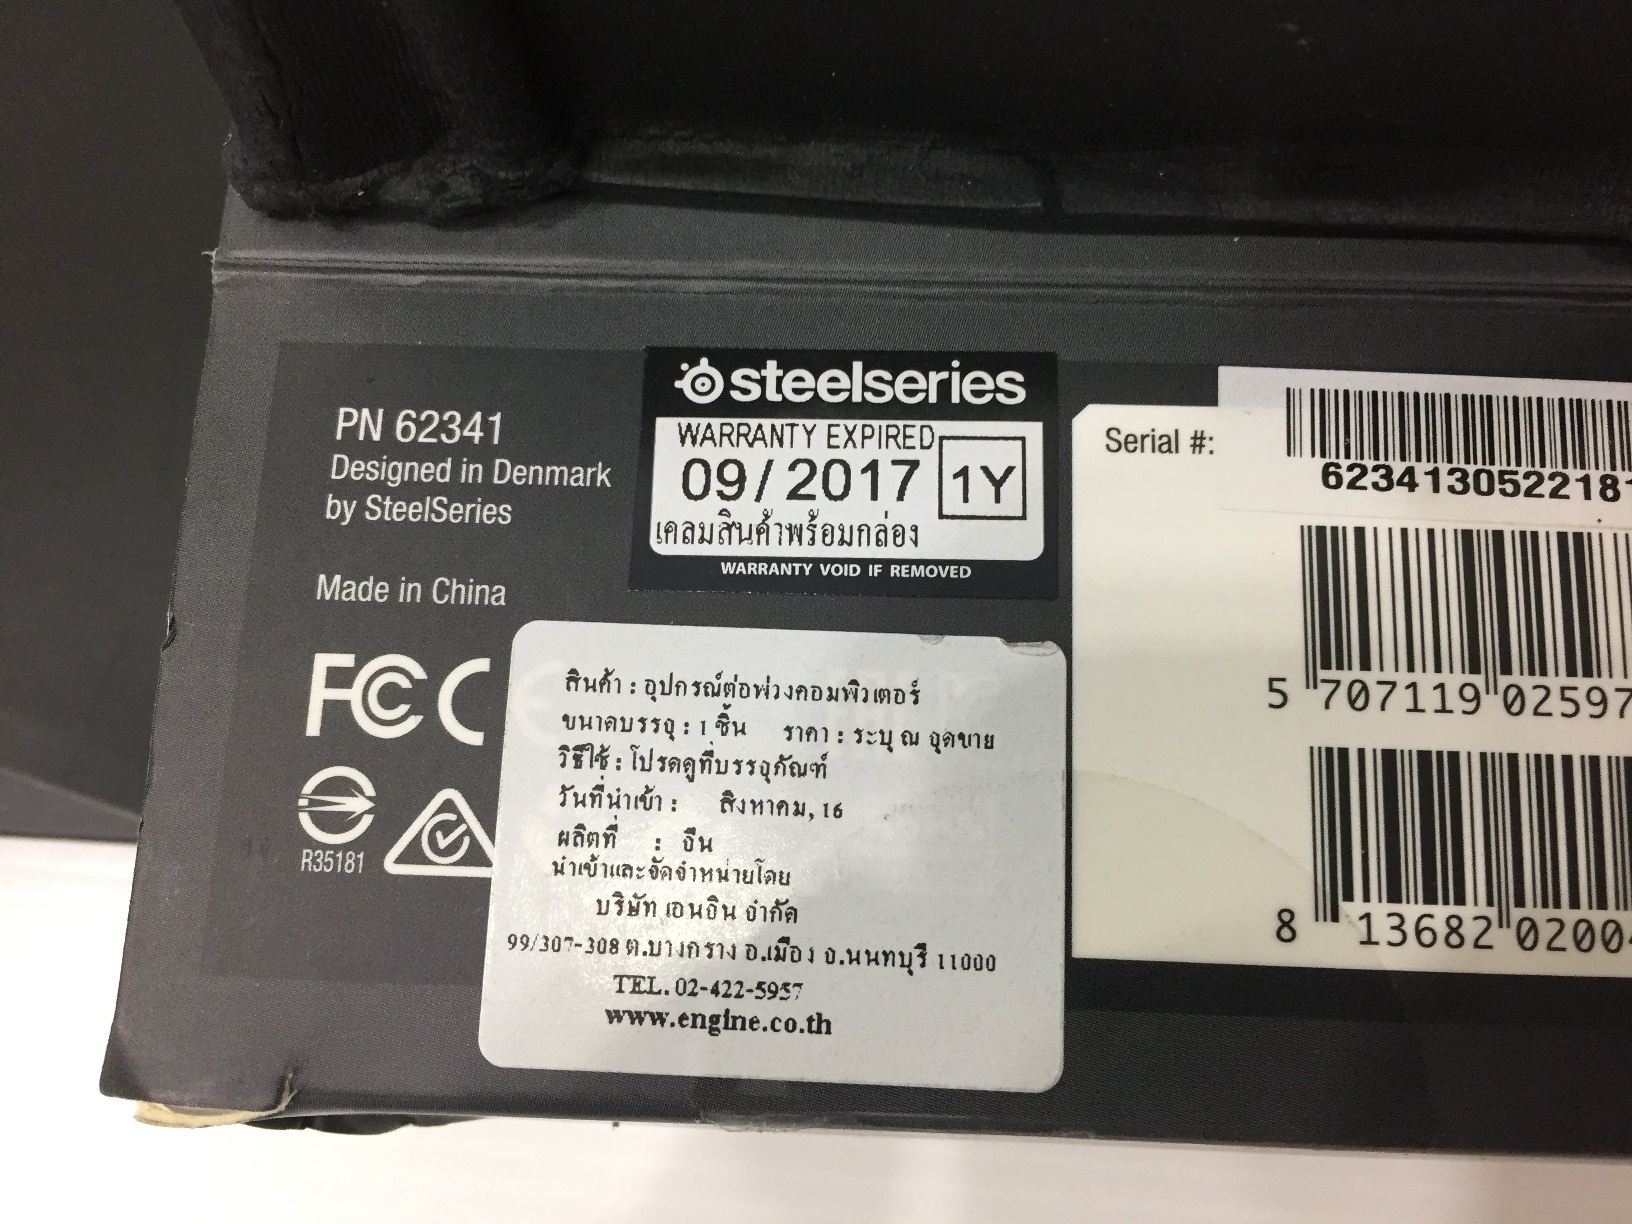 PN 62341
Designed in Denmark
by SteelSeries
Made in China
FC CE
R35181
steelseries
WARRANTY EXPIRED
09/2017 1Y
เคลมสินค้าพร้อมกล่อง
WARRANTY VOID IF REMOVED
สินค้า : อุปกรณ์ต่อพ่วงคอมพิวเตอร์
ขนาดบรรจุ : 1 ชิ้น ราคา : ระบุ ณ จุดขาย
วิธีใช้ : โปรดดูที่บรรจุภัณฑ์
วันที่นำเข้า : สิงหาคม, 16
ผลิตที่ : จีน
นำเข้าและจัดจำหน่ายโดย
บริษัท เอนจิน จำกัด
99/307-308 ต.บางกราง อ.เมือง จ.นนทบุรี 11000
TEL. 02-422-5957
www.engine.co.th
Serial #:
6234130522181
5 707119 02597
8 13682 0200